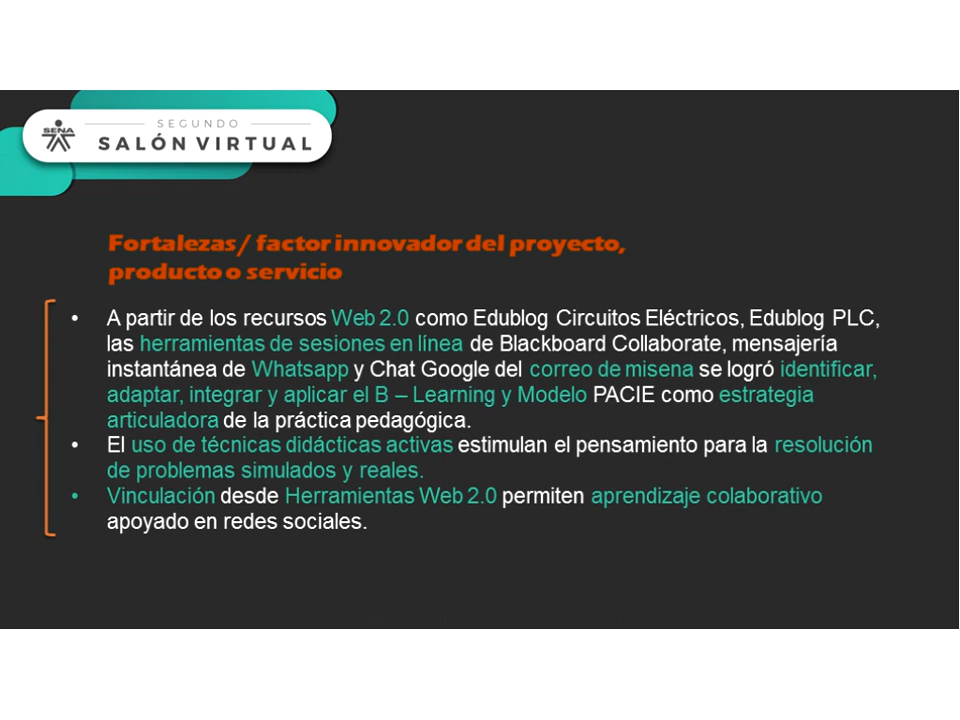 SENA
SEGUNDO
SALÓN VIRTUAL
Fortalezas/ factor innovador del proyecto,
producto o servicio
• A partir de los recursos Web 2.0 como Edublog Circuitos Eléctricos, Edublog PLC,
las herramientas de sesiones en línea de Blackboard Collaborate, mensajería
instantánea de Whatsapp y Chat Google del correo de misena se logró identificar,
adaptar, integrar y aplicar el B – Learning y Modelo PACIE como estrategia
articuladora de la práctica pedagógica.
• El uso de técnicas didácticas activas estimulan el pensamiento para la resolución
de problemas simulados y reales.
• Vinculación desde Herramientas Web 2.0 permiten aprendizaje colaborativo
apoyado en redes sociales.